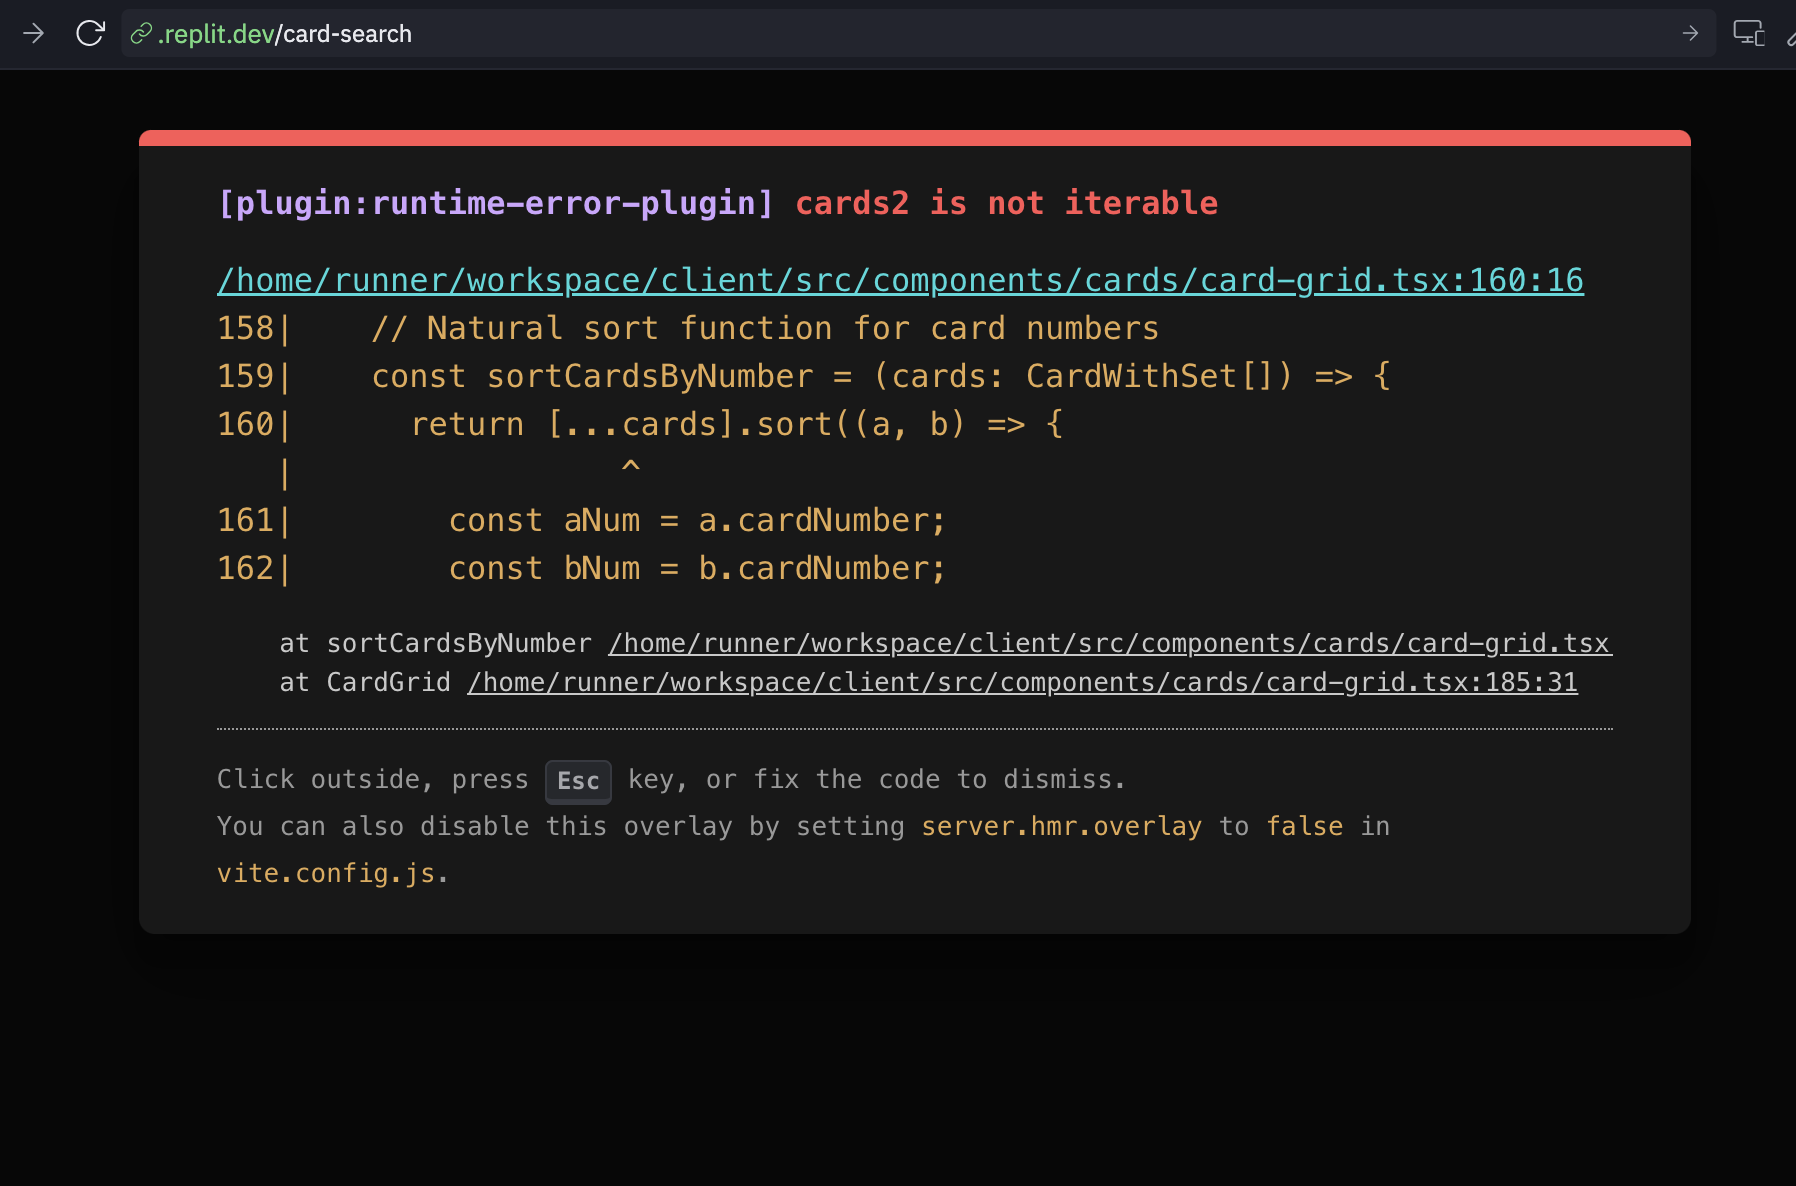 .replit.dev/card-search
[plugin:runtime-error-plugin] cards2 is not iterable
/home/runner/workspace/client/src/components/cards/card-grid.tsx:160:16
158|    // Natural sort function for card numbers
159|    const sortCardsByNumber = (cards: CardWithSet[]) => {
160|      return [...cards].sort((a, b) => {
   |                 ^
161|        const aNum = a.cardNumber;
162|        const bNum = b.cardNumber;
at sortCardsByNumber /home/runner/workspace/client/src/components/cards/card-grid.tsx
at CardGrid /home/runner/workspace/client/src/components/cards/card-grid.tsx:185:31
Click outside, press Esc key, or fix the code to dismiss.
You can also disable this overlay by setting server.hmr.overlay to false in
vite.config.js.